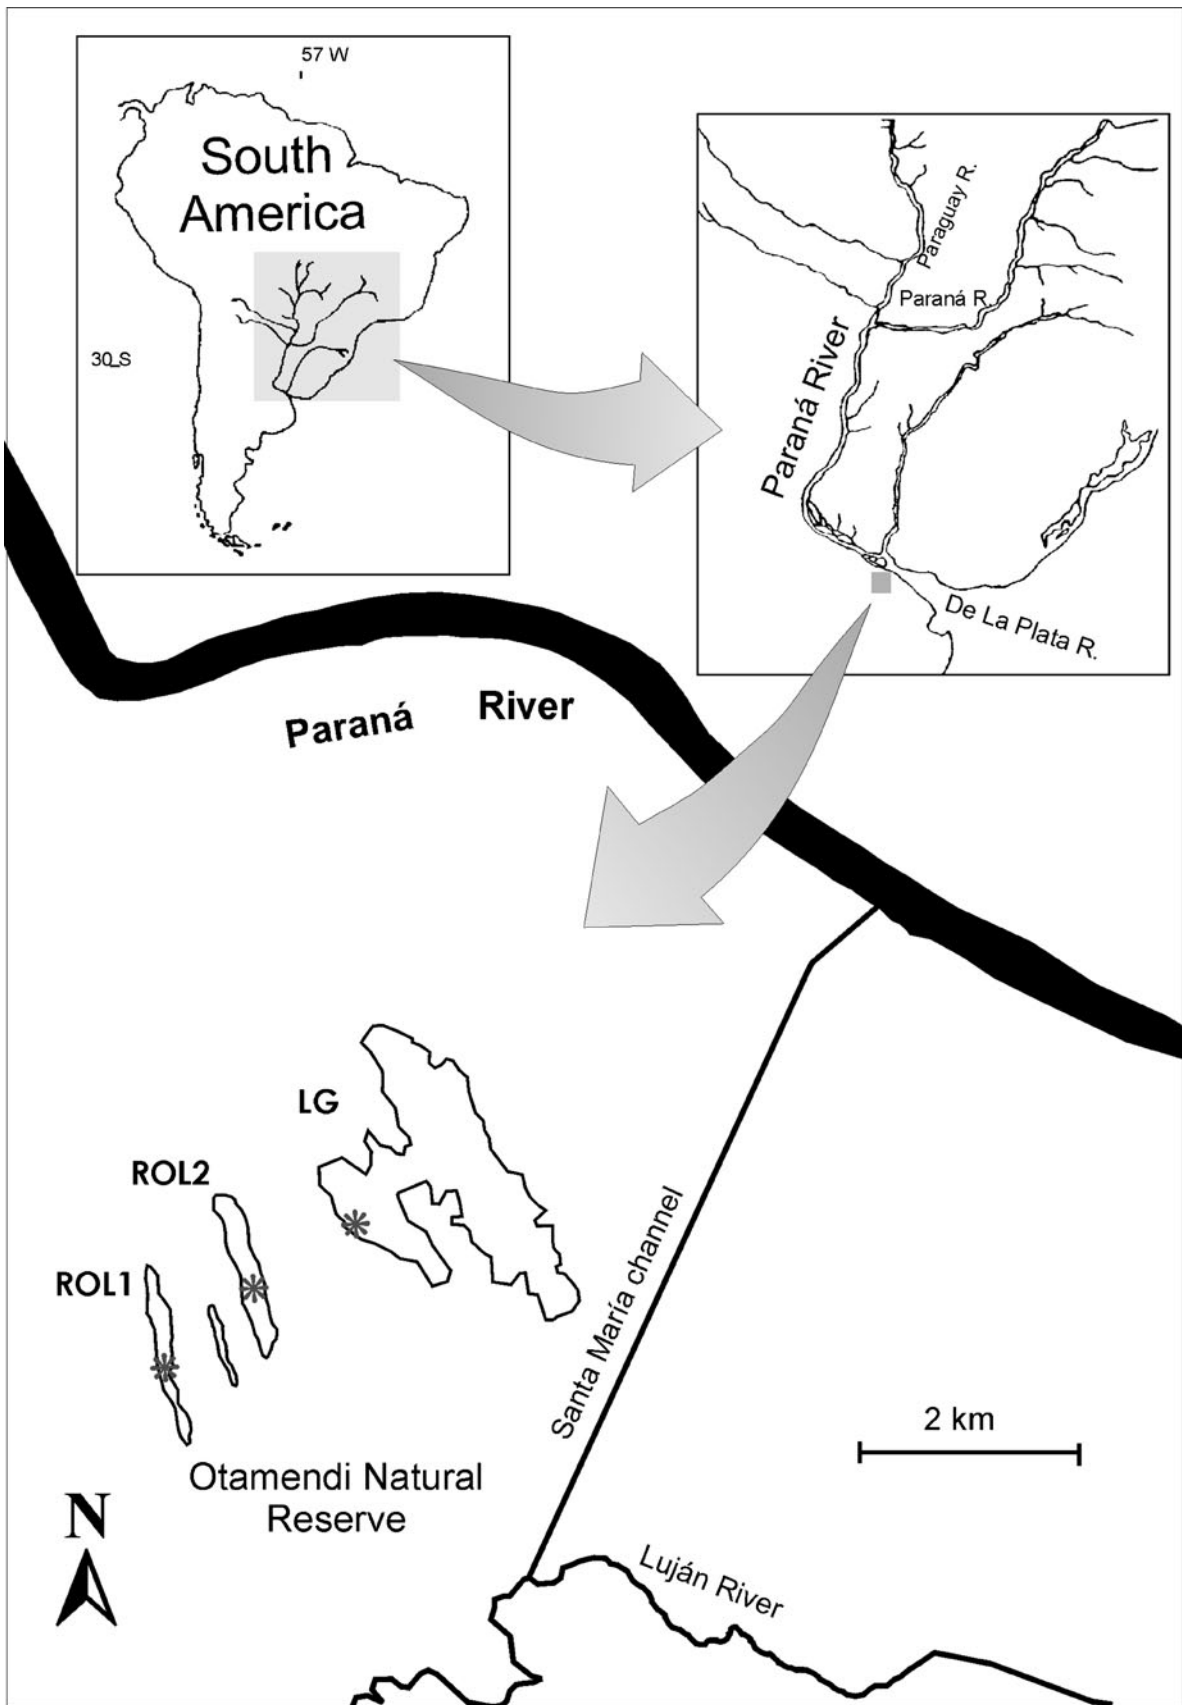 57 W
South
America
30 S
Paraguay R.
Paraná R.
Paraná River
De La Plata R.
Paraná River
LG
ROL2
ROL1
Santa María channel
2 km
Otamendi Natural
Reserve
N
Luján River